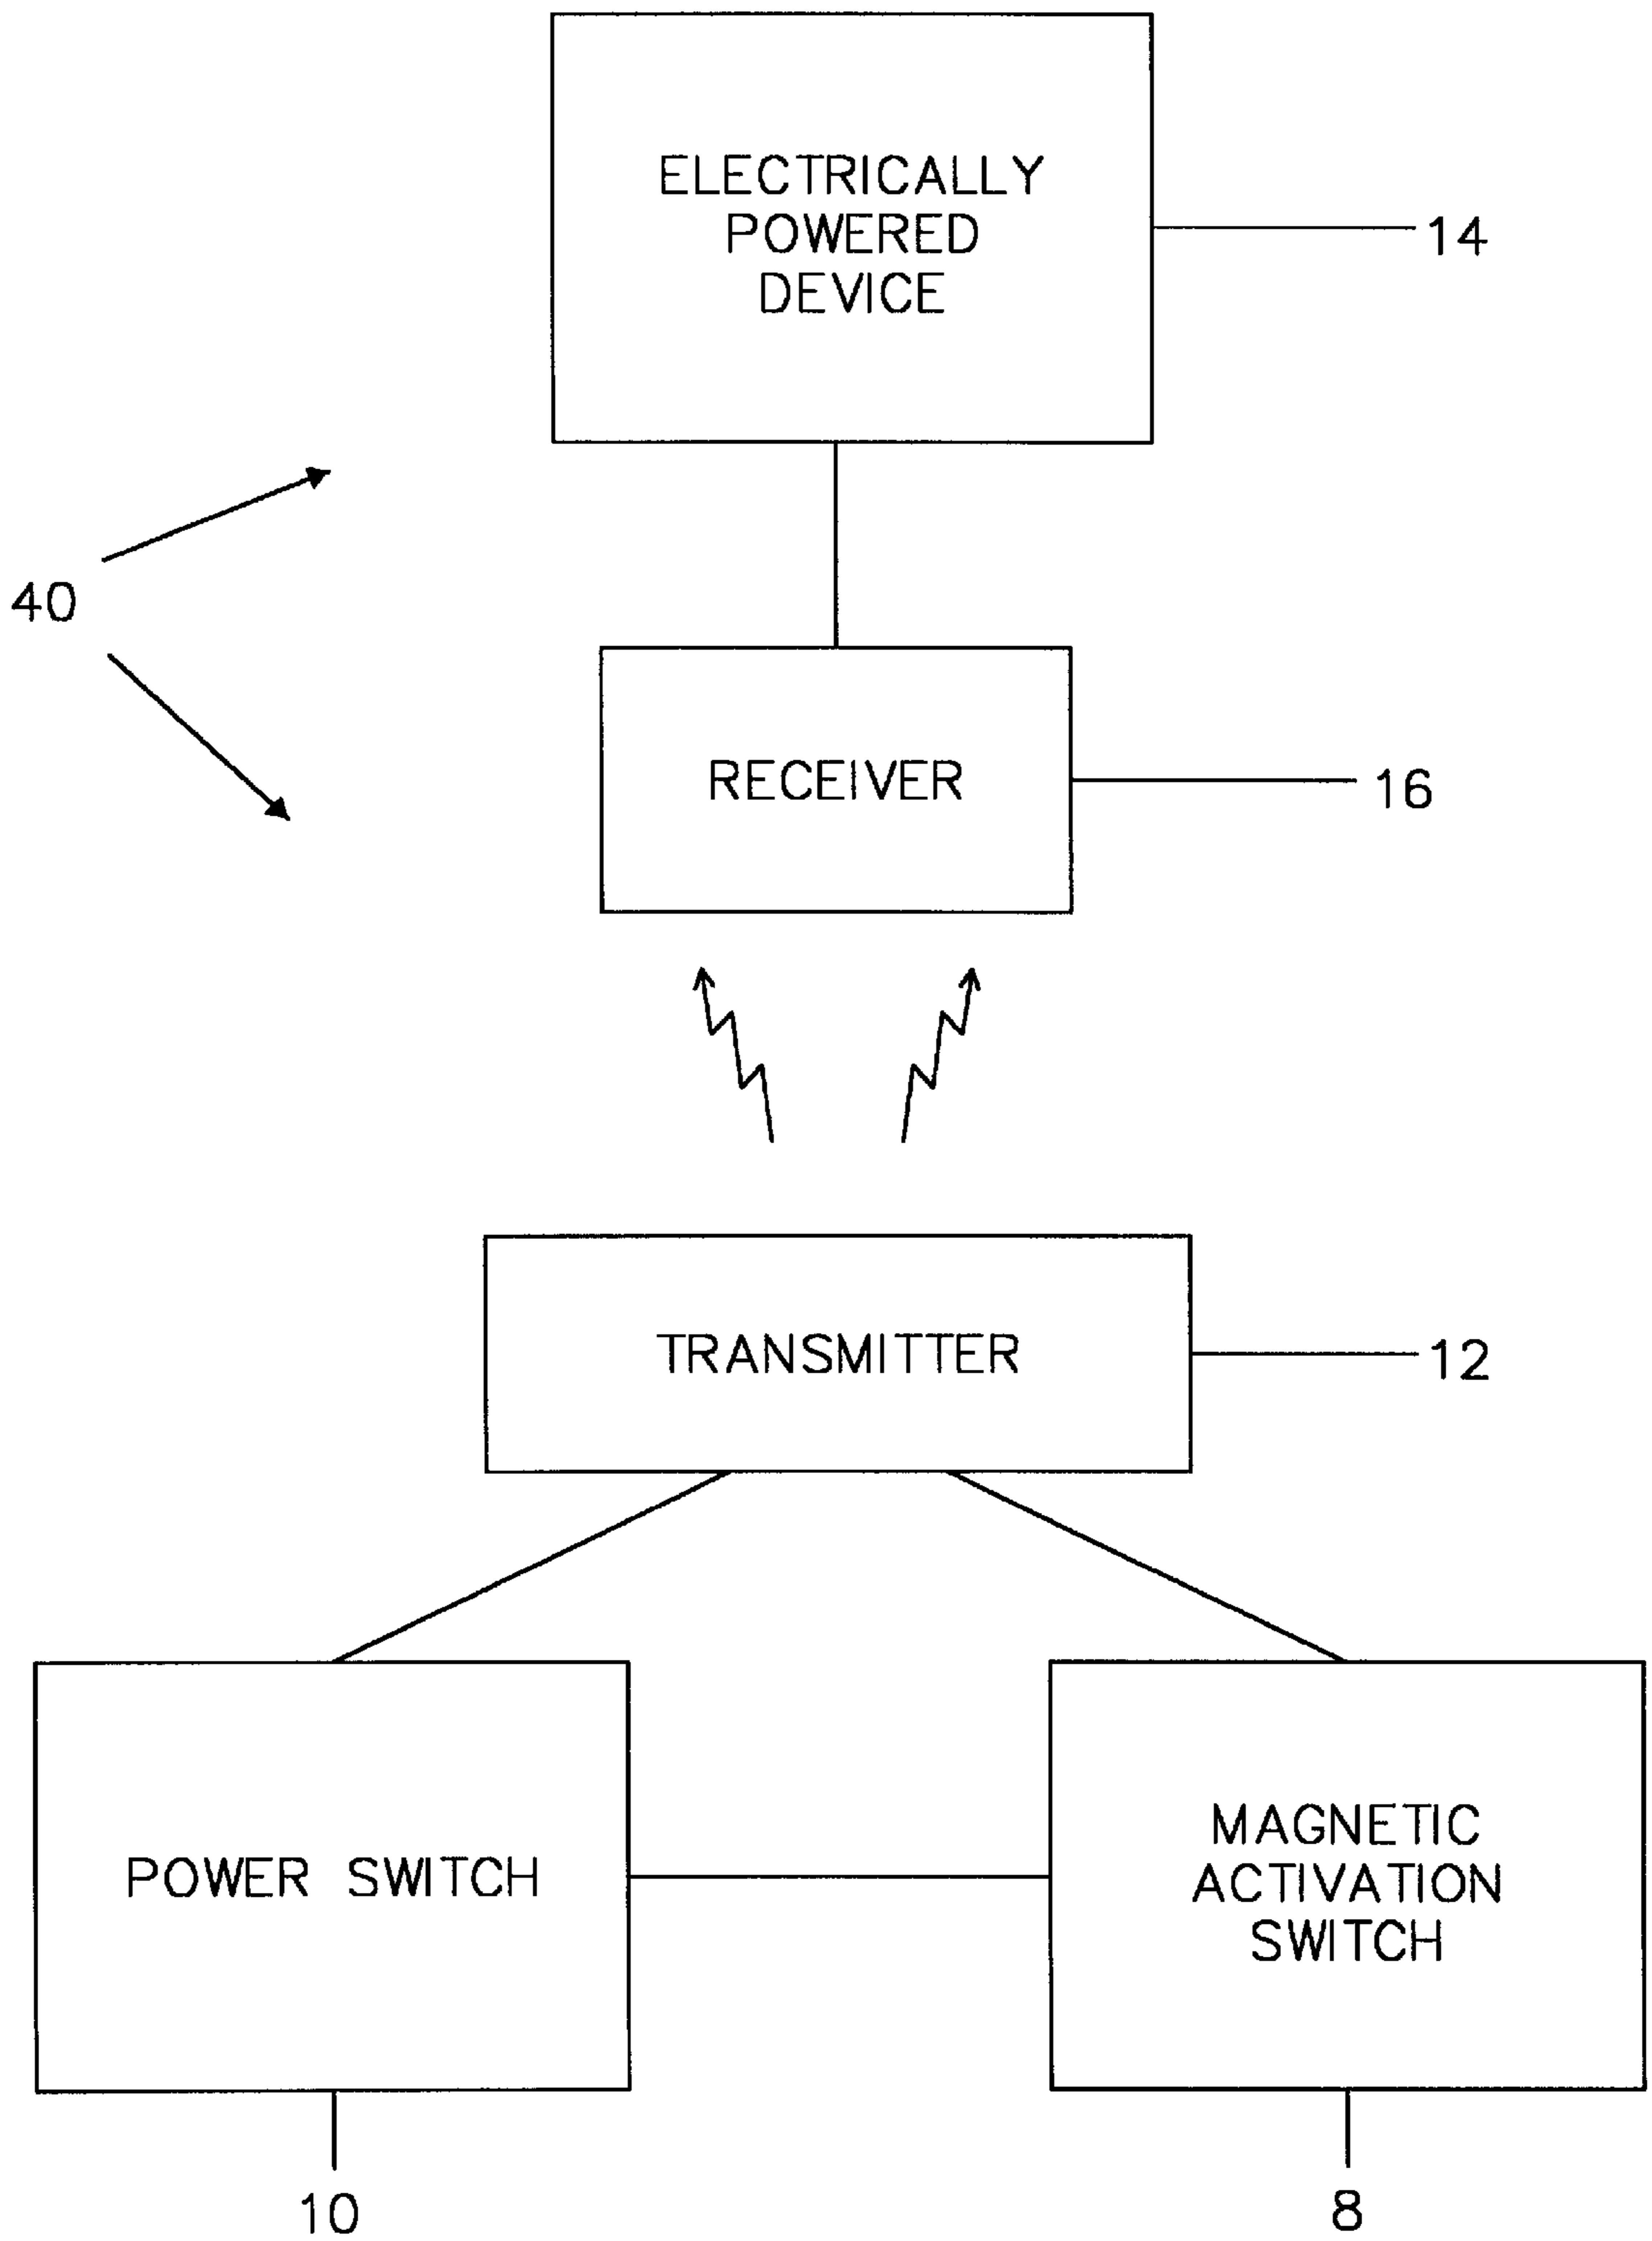 ELECTRICALLY
POWERED
DEVICE
14
40
RECEIVER
16
TRANSMITTER
12
POWER SWITCH
MAGNETIC
ACTIVATION
SWITCH
10
8